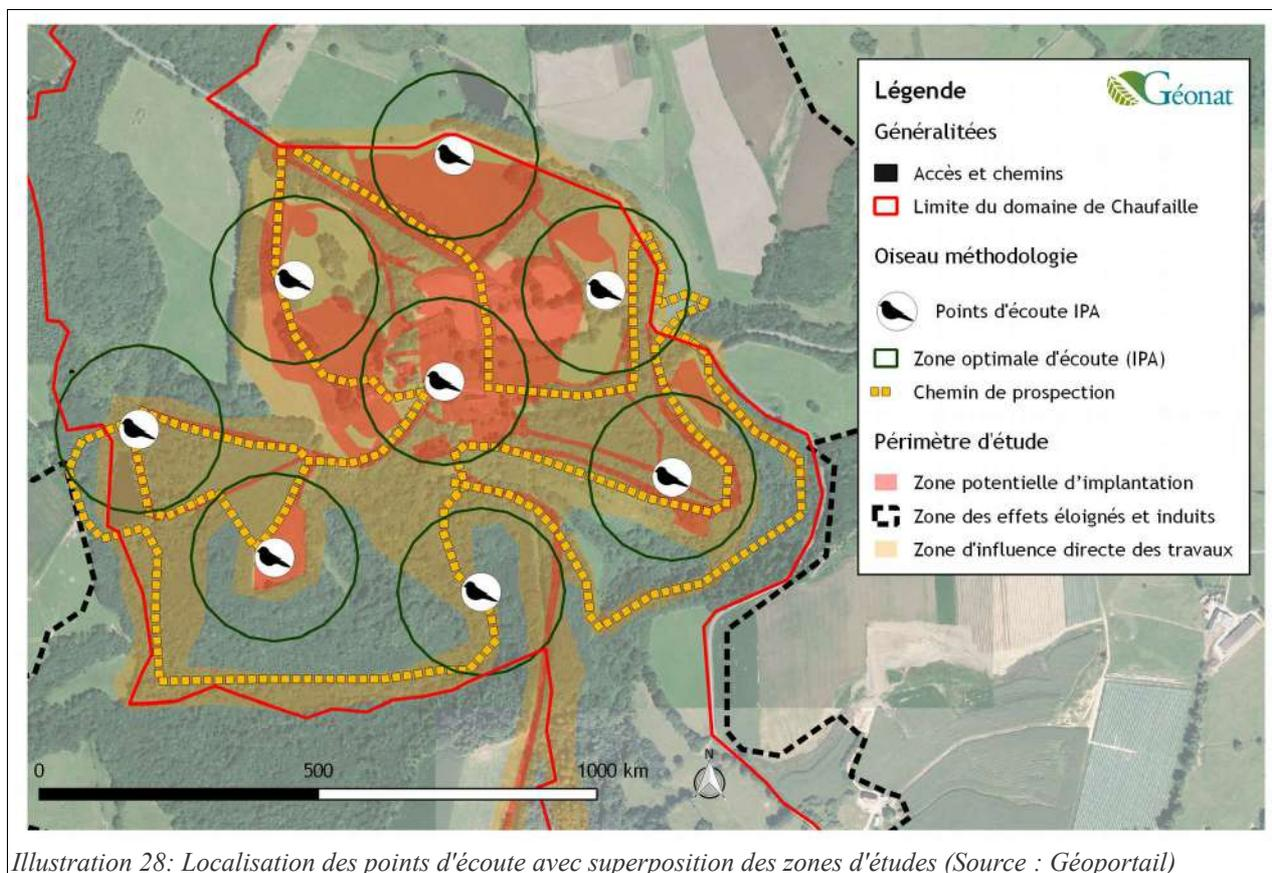 Légende
Géonat
Généralitées
Accès et chemins
Limite du domaine de Chaufaille
Oiseau méthodologie
Points d'écoute IPA
Zone optimale d'écoute (IPA)
Chemin de prospection
Périmètre d'étude
Zone potentielle d'implantation
Zone des effets éloignés et induits
Zone d'influence directe des travaux
0 500 1000 km
N
Illustration 28: Localisation des points d'écoute avec superposition des zones d'études (Source : Géoportail)